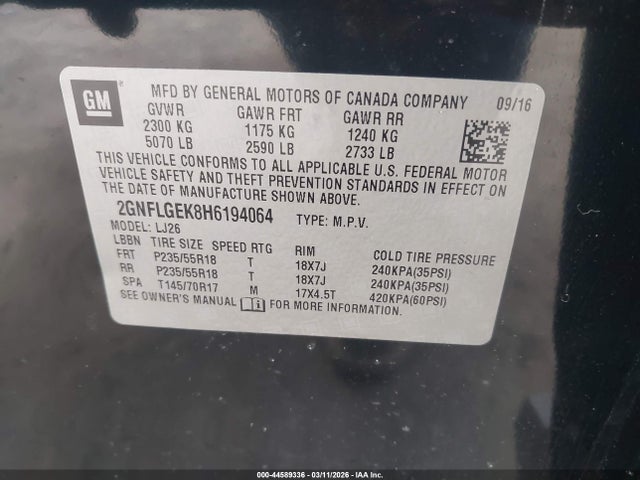 GM
MFD BY GENERAL MOTORS OF CANADA COMPANY 09/16
GVWR GAWR FRT GAWR RR
2300 KG 1175 KG 1240 KG
5070 LB 2590 LB 2733 LB
THIS VEHICLE CONFORMS TO ALL APPLICABLE U.S. FEDERAL MOTOR
VEHICLE SAFETY AND THEFT PREVENTION STANDARDS IN EFFECT ON
THE DATE OF MANUFACTURE SHOWN ABOVE.
2GNFLGEK8H6194064 TYPE: M.P.V.
MODEL: LJ26
LBBN TIRE SIZE SPEED RTG RIM COLD TIRE PRESSURE
FRT P235/55R18 T 18X7J 240KPA(35PSI)
RR P235/55R18 T 18X7J 240KPA(35PSI)
SPA T145/70R17 M 17X4.5T 420KPA(60PSI)
SEE OWNER'S MANUAL FOR MORE INFORMATION.
000-44589336 - 03/11/2026 - IAA Inc.